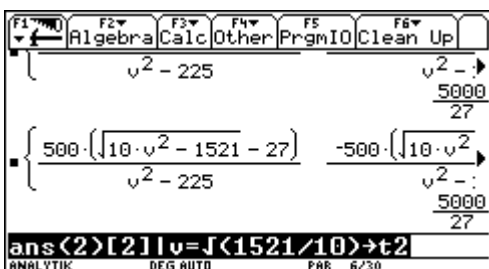 F1 F2 F3 F4 F5 F6
Algebra Calc Other PrgmIO Clean Up
v² - 225 v² - :
5000
27
500·(√10·v² - 1521 - 27) -500·(√10·v²
v² - 225 v² - :
5000
27
ans(2)[2]|v=√(1521/10)→t2
ANALYTIK DEG AUTO PAR 6/30